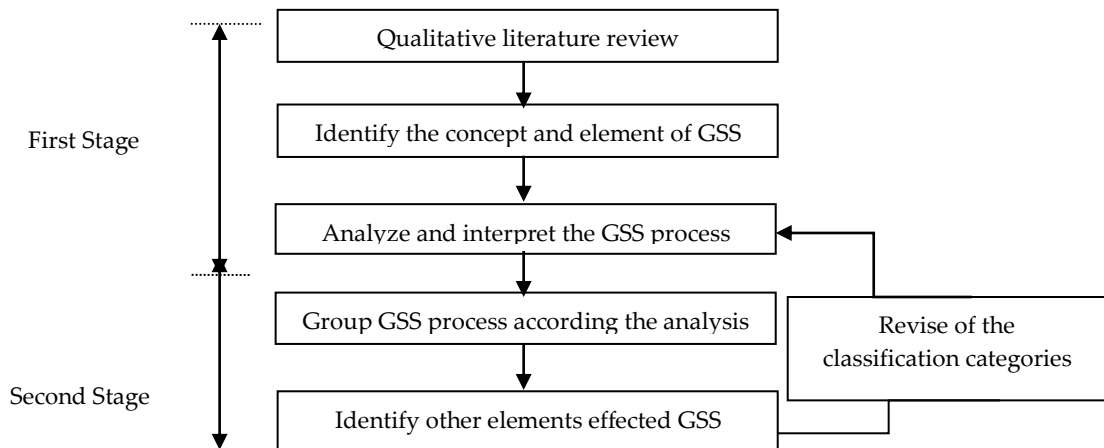 Qualitative literature review
Identify the concept and element of GSS
First Stage
Analyze and interpret the GSS process
Group GSS process according the analysis
Revise of the
classification categories
Second Stage
Identify other elements effected GSS